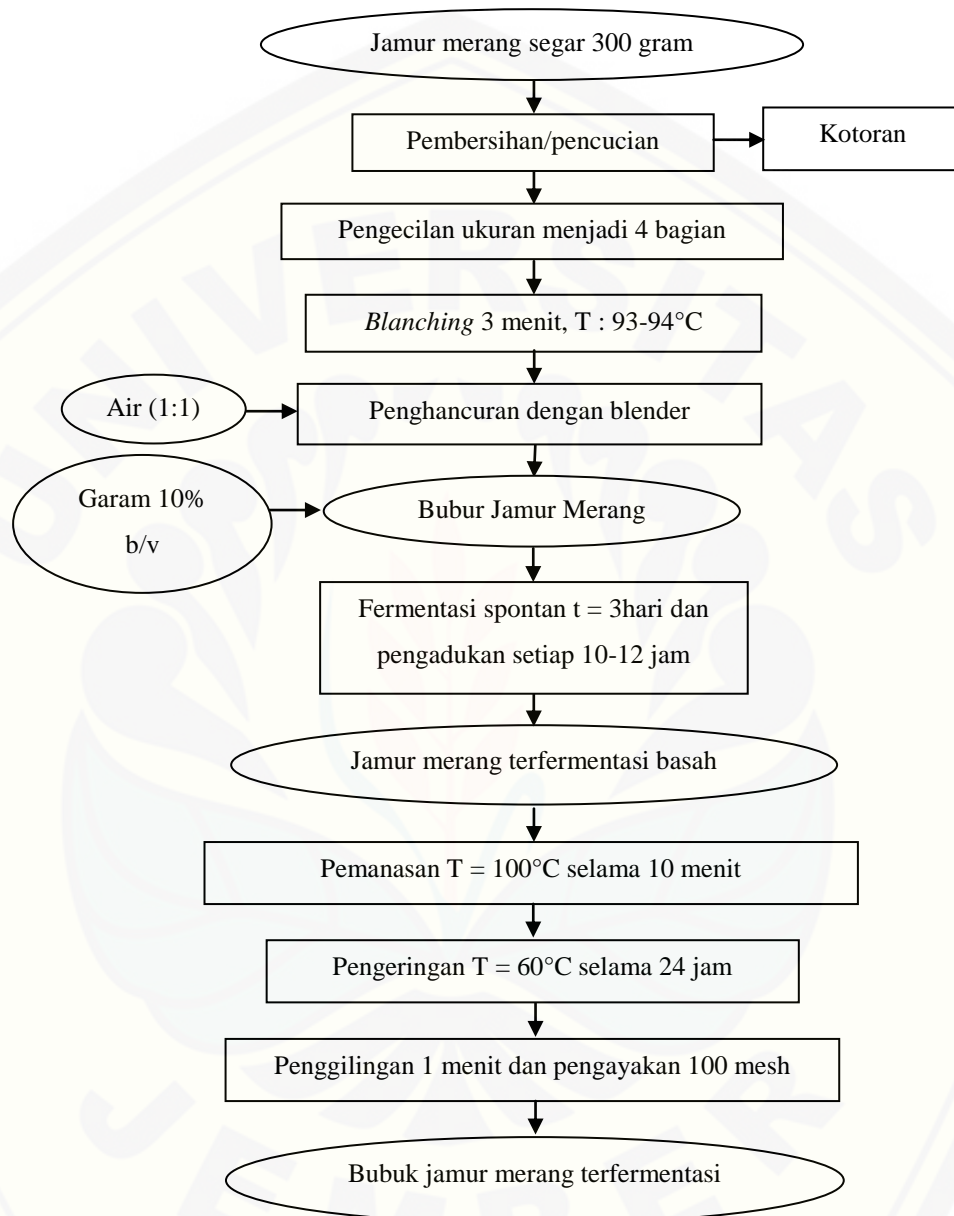 Jamur merang segar 300 gram
Pembersihan/pencucian
Kotoran
Pengecilan ukuran menjadi 4 bagian
Blanching 3 menit, T : 93-94°C
Air (1:1)
Penghancuran dengan blender
Garam 10%
b/v
Bubur Jamur Merang
Fermentasi spontan t = 3hari dan
pengadukan setiap 10-12 jam
Jamur merang terfermentasi basah
Pemanasan T = 100°C selama 10 menit
Pengeringan T = 60°C selama 24 jam
Penggilingan 1 menit dan pengayakan 100 mesh
Bubuk jamur merang terfermentasi
UNIVERSITAS
JEMBER